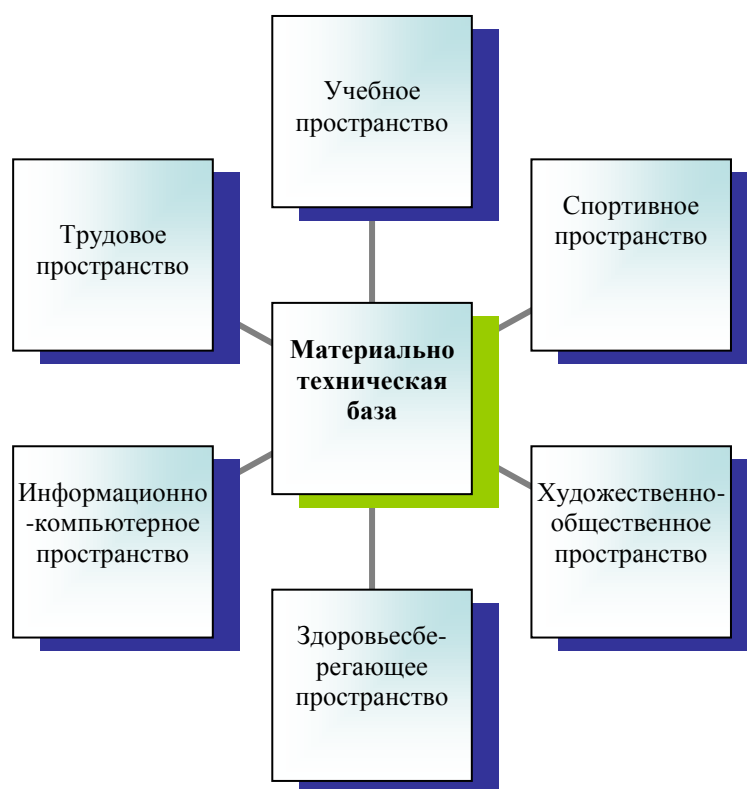 Учебное
пространство
Трудовое
пространство
Спортивное
пространство
Материально
техническая
база
Информационно
-компьютерное
пространство
Художественно-
общественное
пространство
Здоровьесбе-
регающее
пространство